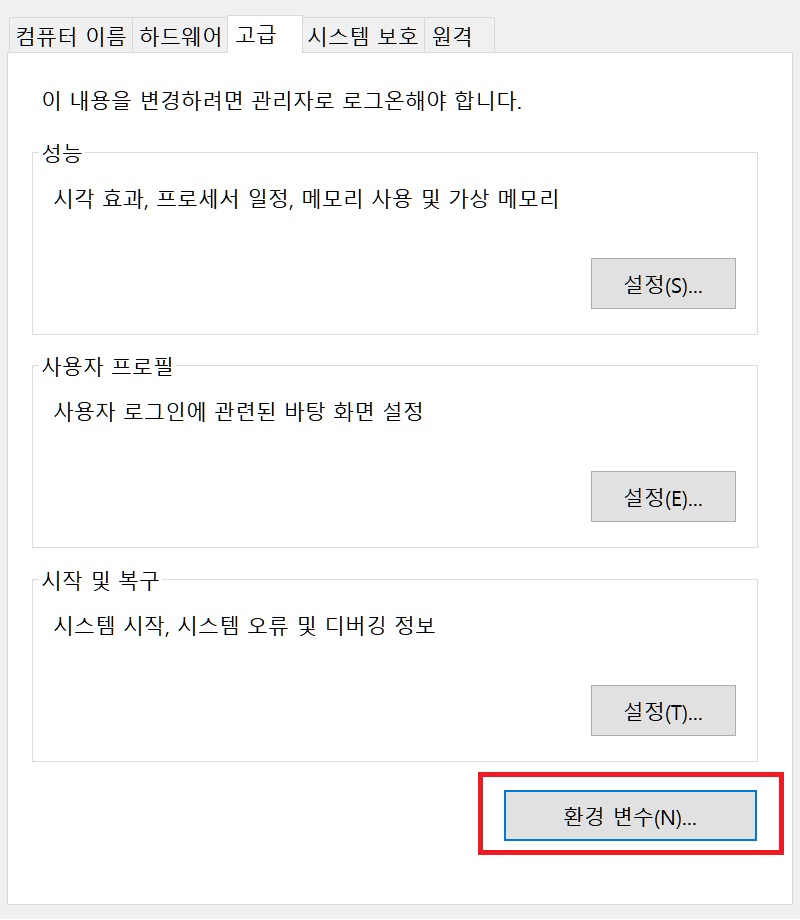 컴퓨터 이름 하드웨어 고급 시스템 보호 원격
이 내용을 변경하려면 관리자로 로그온해야 합니다.
성능
시각 효과, 프로세서 일정, 메모리 사용 및 가상 메모리
설정(S)...
사용자 프로필
사용자 로그인에 관련된 바탕 화면 설정
설정(E)...
시작 및 복구
시스템 시작, 시스템 오류 및 디버깅 정보
설정(T)...
환경 변수(N)...